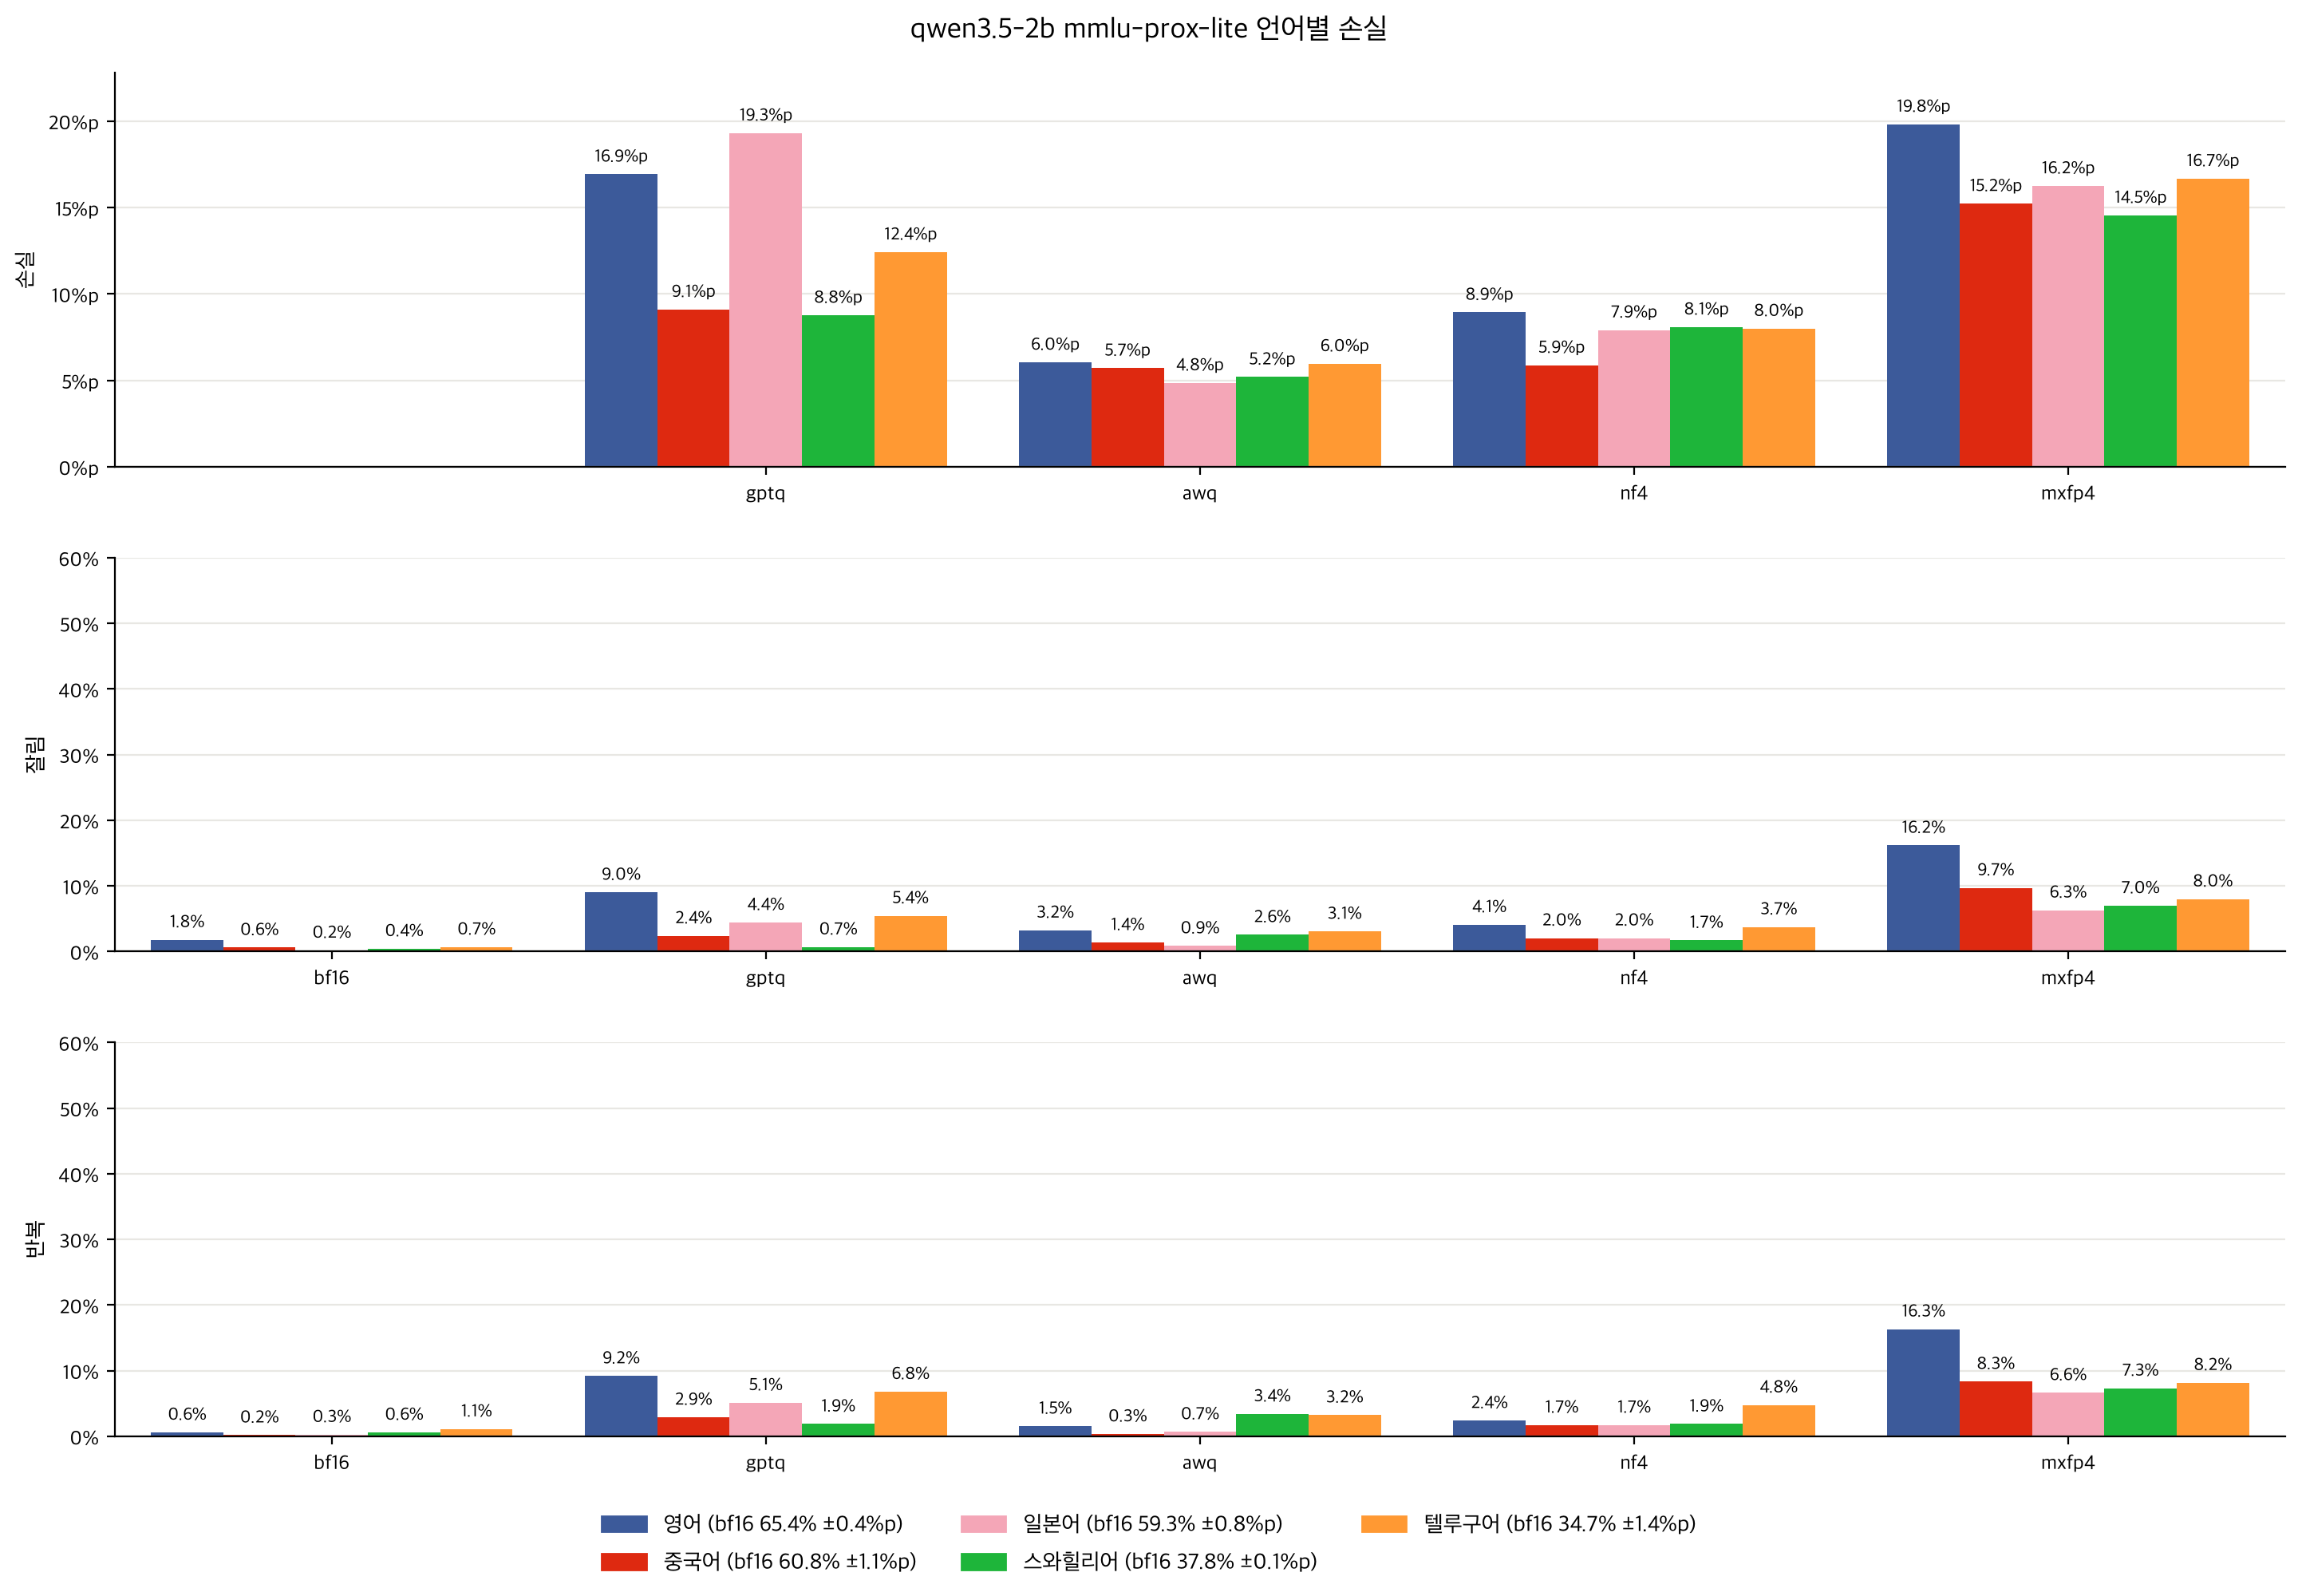 qwen3.5-2b mmlu-prox-lite 언어별 손실
손실
20%p
15%p
10%p
5%p
0%p
16.9%p
9.1%p
19.3%p
8.8%p
12.4%p
6.0%p
5.7%p
4.8%p
5.2%p
6.0%p
8.9%p
5.9%p
7.9%p
8.1%p
8.0%p
19.8%p
15.2%p
16.2%p
14.5%p
16.7%p
gptq
awq
nf4
mxfp4
잘림
60%
50%
40%
30%
20%
10%
0%
1.8%
0.6%
0.2%
0.4%
0.7%
9.0%
2.4%
4.4%
0.7%
5.4%
3.2%
1.4%
0.9%
2.6%
3.1%
4.1%
2.0%
2.0%
1.7%
3.7%
16.2%
9.7%
6.3%
7.0%
8.0%
bf16
gptq
awq
nf4
mxfp4
반복
60%
50%
40%
30%
20%
10%
0%
0.6%
0.2%
0.3%
0.6%
1.1%
9.2%
2.9%
5.1%
1.9%
6.8%
1.5%
0.3%
0.7%
3.4%
3.2%
2.4%
1.7%
1.7%
1.9%
4.8%
16.3%
8.3%
6.6%
7.3%
8.2%
bf16
gptq
awq
nf4
mxfp4
영어 (bf16 65.4% ±0.4%p)
중국어 (bf16 60.8% ±1.1%p)
일본어 (bf16 59.3% ±0.8%p)
스와힐리어 (bf16 37.8% ±0.1%p)
텔루구어 (bf16 34.7% ±1.4%p)